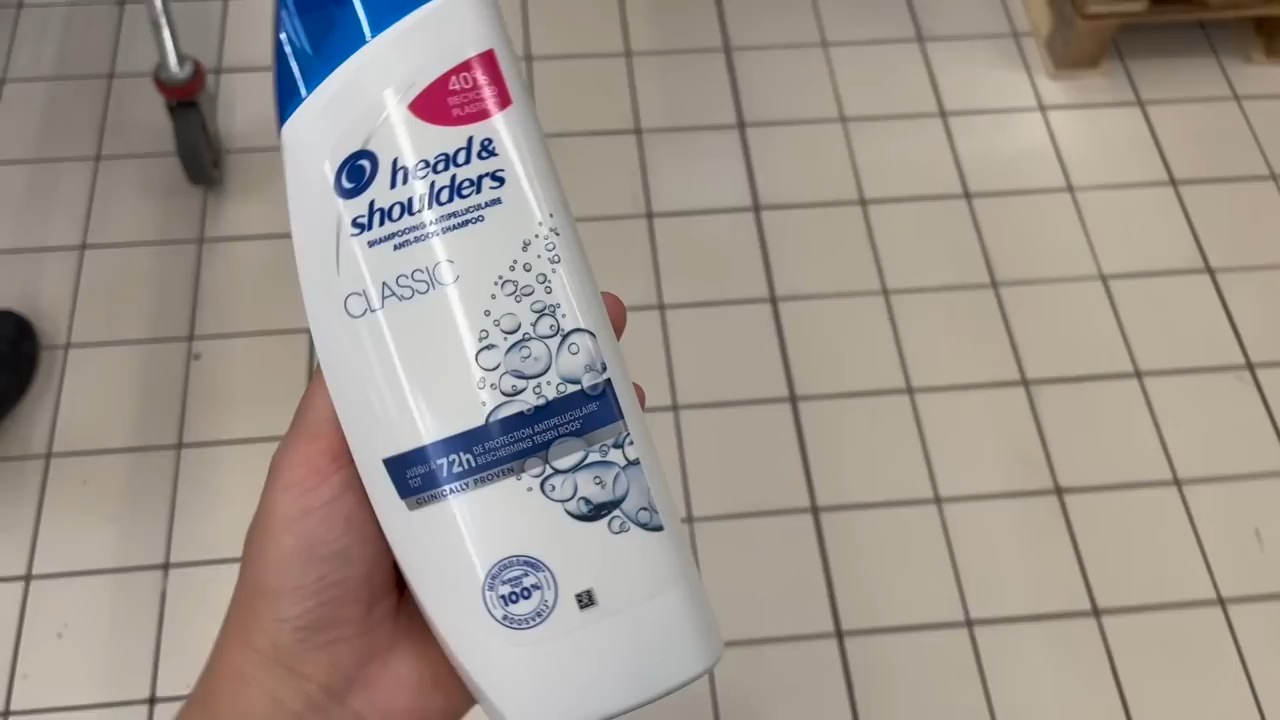 40%
RECYCLED
PLASTIC
head &
shoulders
SHAMPOOING ANTIPELLICULAIRE
ANTI-ROOS SHAMPOO
CLASSIC
JUSQU'À
TOT
72h
DE PROTECTION ANTIPELLICULAIRE*
BESCHERMING TEGEN ROOS*
CLINICALLY PROVEN
JUSQU'À
TOT
100%
ROOSVRIJ*